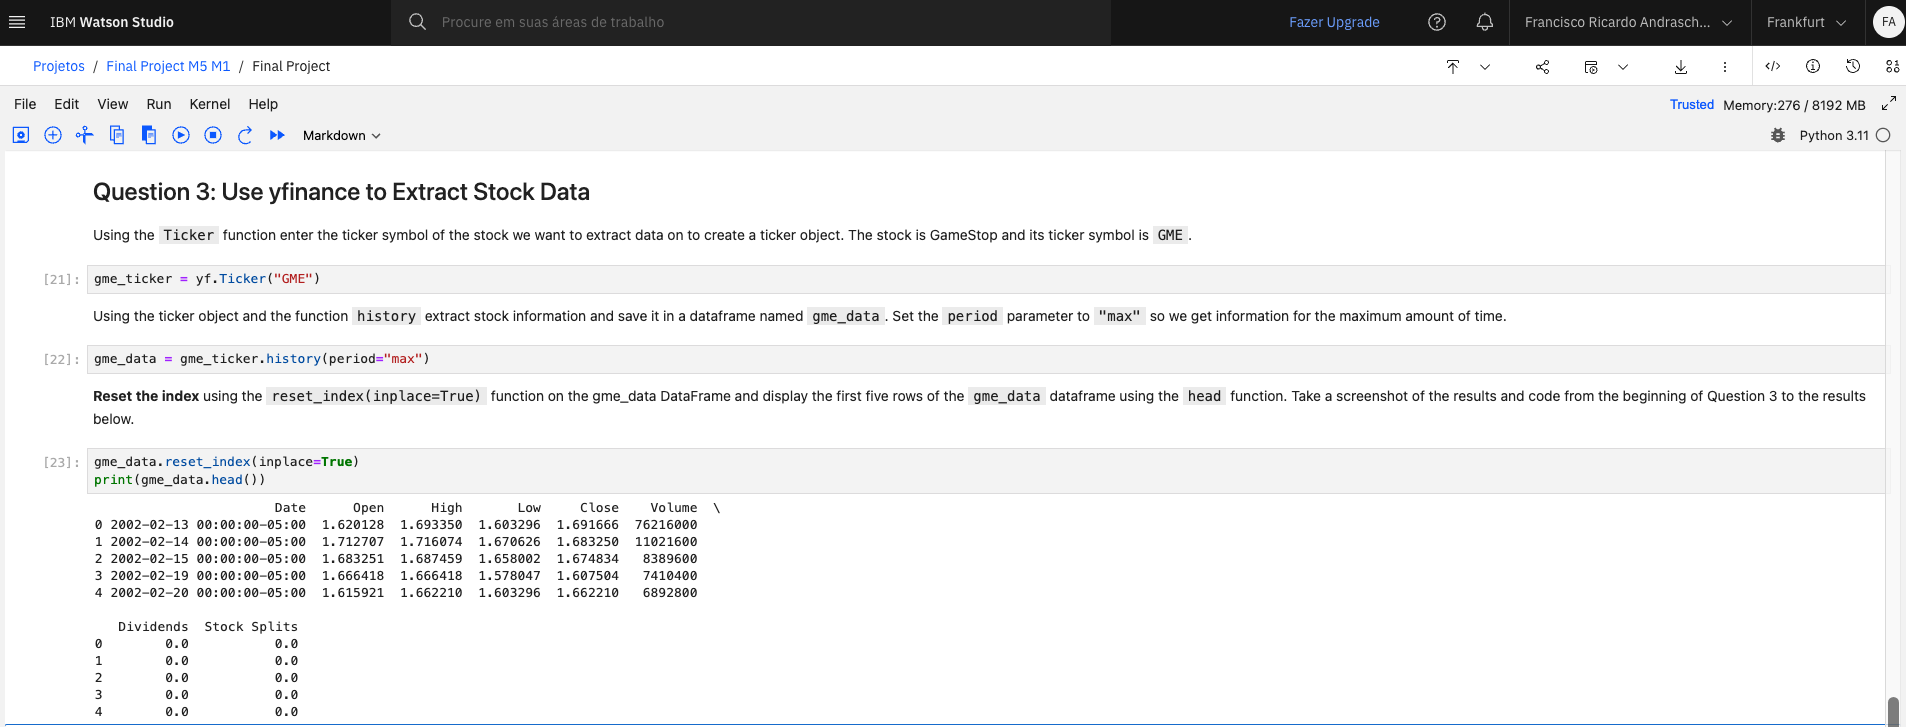 IBM Watson Studio
Procure em suas áreas de trabalho
Fazer Upgrade
Francisco Ricardo Andrasch...
Frankfurt
FA
Projetos / Final Project M5 M1 / Final Project
File Edit View Run Kernel Help
Trusted Memory:276 / 8192 MB
Markdown
Python 3.11
Question 3: Use yfinance to Extract Stock Data
Using the Ticker function enter the ticker symbol of the stock we want to extract data on to create a ticker object. The stock is GameStop and its ticker symbol is GME .
[21]: gme_ticker = yf.Ticker("GME")
Using the ticker object and the function history extract stock information and save it in a dataframe named gme_data . Set the period parameter to "max" so we get information for the maximum amount of time.
[22]: gme_data = gme_ticker.history(period="max")
Reset the index using the reset_index(inplace=True) function on the gme_data DataFrame and display the first five rows of the gme_data dataframe using the head function. Take a screenshot of the results and code from the beginning of Question 3 to the results
below.
[23]: gme_data.reset_index(inplace=True)
print(gme_data.head())
Date Open High Low Close Volume \
0 2002-02-13 00:00:00-05:00 1.620128 1.693350 1.603296 1.691666 76216000
1 2002-02-14 00:00:00-05:00 1.712707 1.716074 1.670626 1.683250 11021600
2 2002-02-15 00:00:00-05:00 1.683251 1.687459 1.658002 1.674834 8389600
3 2002-02-19 00:00:00-05:00 1.666418 1.666418 1.578047 1.607504 7410400
4 2002-02-20 00:00:00-05:00 1.615921 1.662210 1.603296 1.662210 6892800
Dividends Stock Splits
0 0.0 0.0
1 0.0 0.0
2 0.0 0.0
3 0.0 0.0
4 0.0 0.0